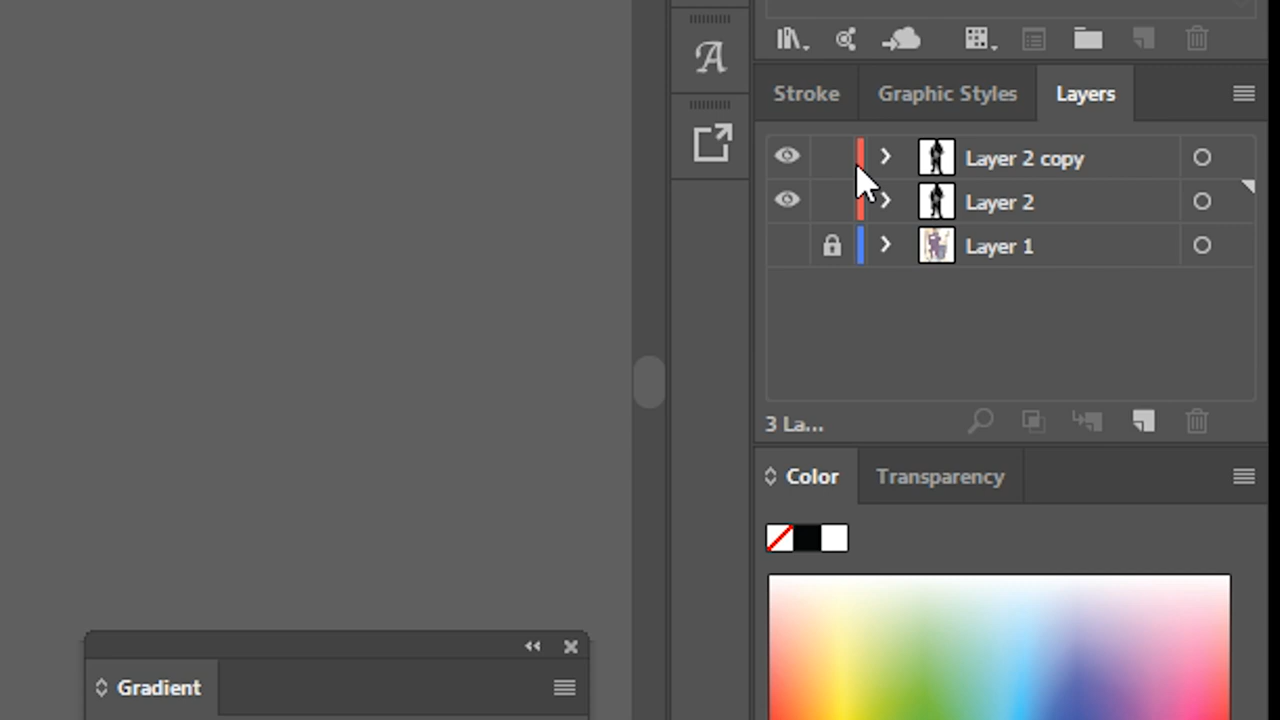 Stroke
Graphic Styles
Layers
Layer 2 copy
Layer 2
Layer 1
3 La...
Color
Transparency
Gradient